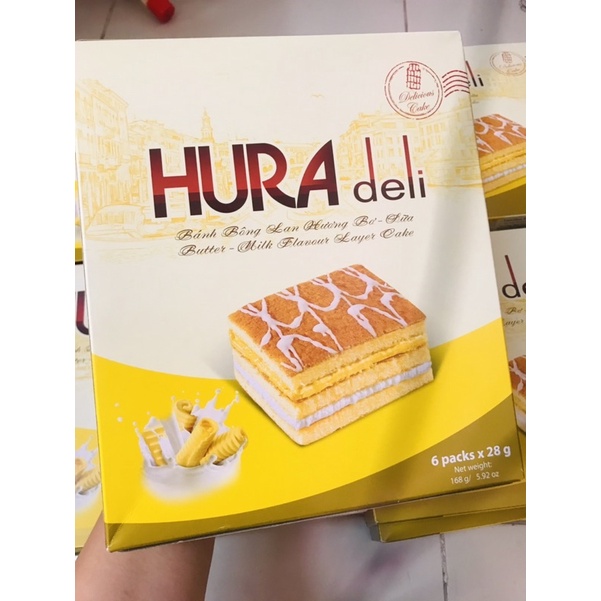 Delicious
Cake
HURA deli
Bánh Bông Lan Hương Bơ - Sữa
Butter - Milk Flavour Layer Cake
6 packs x 28 g
Net weight:
168 g/ 5.92 oz